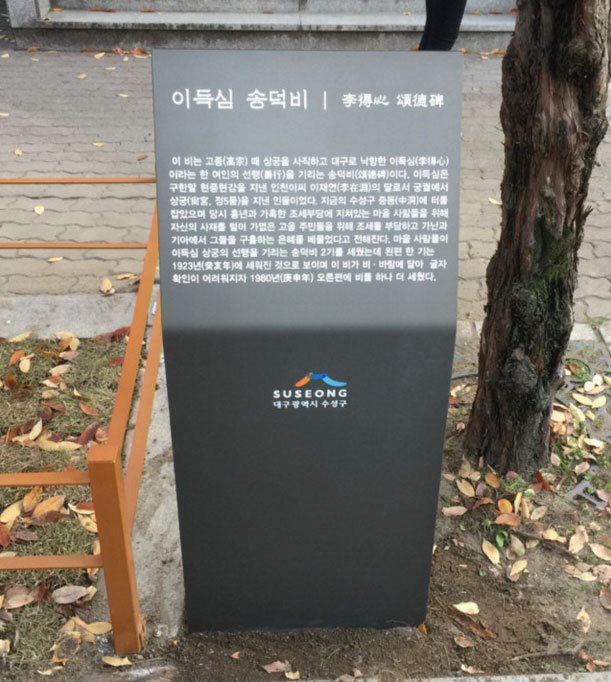 이득심 송덕비 | 李得心 頌德碑
이 비는 고종(高宗) 때 상궁을 사직하고 대구로 낙향한 이득심(李得心)
이라는 한 여인의 선행(善行)을 기리는 송덕비(頌德碑)이다. 이득심은
구한말 현풍현감을 지낸 인천이씨 이재연(李在淵)의 딸로서 궁궐에서
상궁(尙宮, 정5품)을 지낸 인물이었다. 지금의 수성구 중동(中洞)에 터를
잡았으며 당시 흉년과 가혹한 조세부담에 지쳐있는 마을 사람들을 위해
자신의 사재를 털어 가엾은 고을 주민들을 위해 조세를 부담하고 가난과
기아에서 그들을 구휼하는 은혜를 베풀었다고 전해진다. 마을 사람들이
이득심 상궁의 선행을 기리는 송덕비 2기를 세웠는데 왼편 한 기는
1923년(癸亥年)에 세워진 것으로 보이며 이 비가 비·바람에 닳아 글자
확인이 어려워지자 1980년(庚申年) 오른편에 비를 하나 더 세웠다.
SUSEONG
대구광역시 수성구